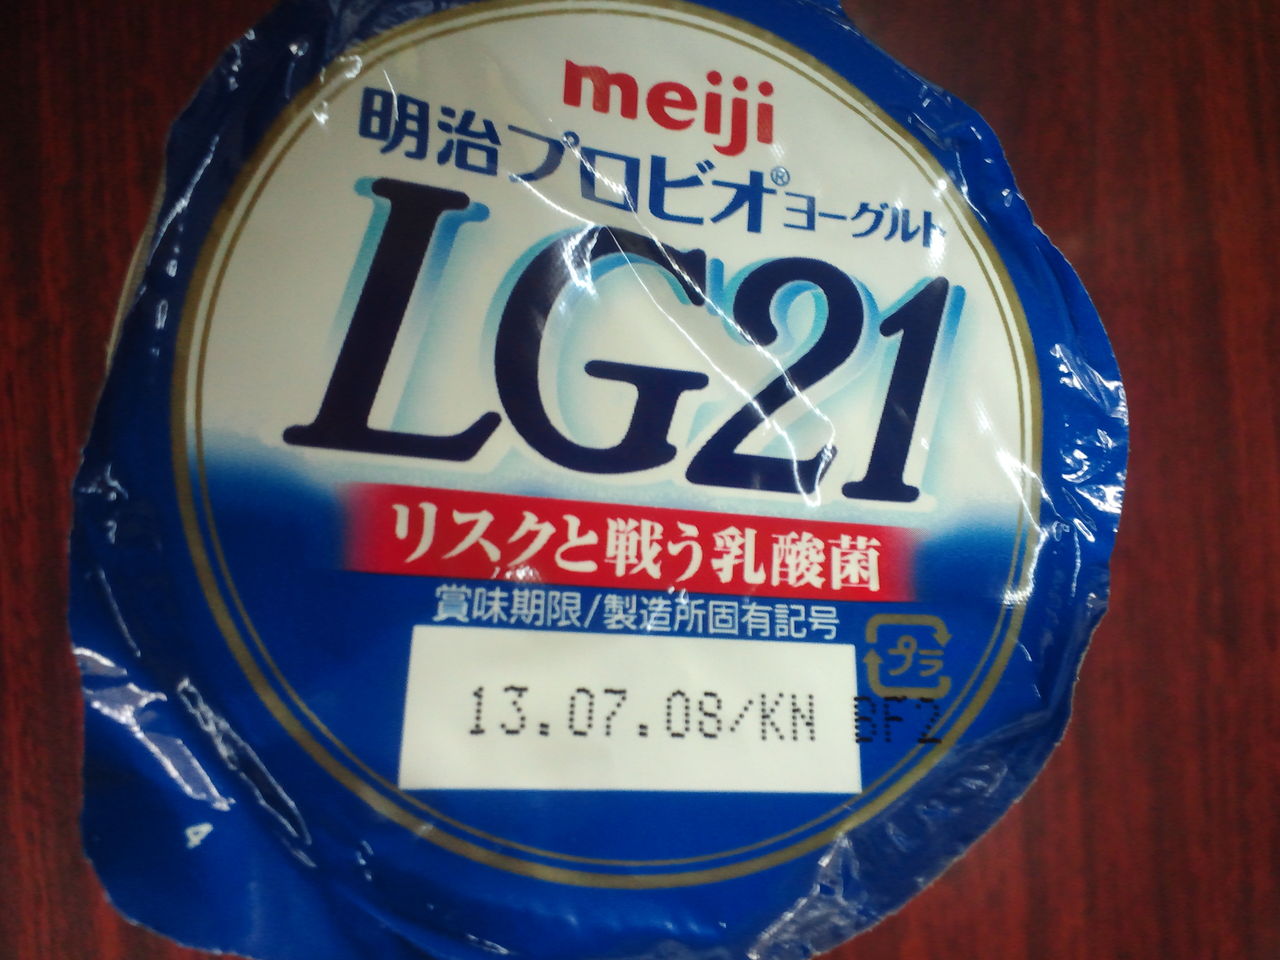 meiji
明治プロビオ®ヨーグルト
LG21
リスクと戦う乳酸菌
賞味期限/製造所固有記号
プラ
13.07.08/KN BF2
4